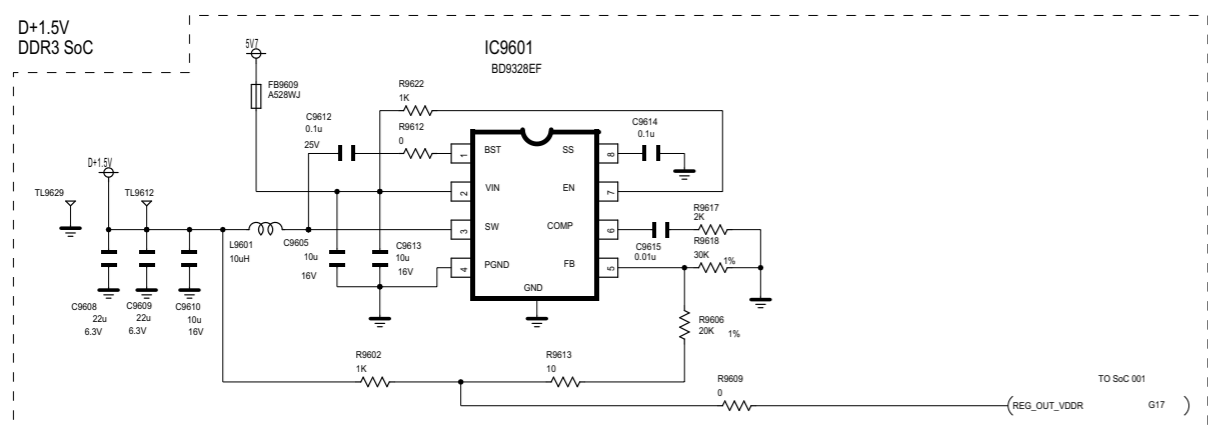 D+1.5V
DDR3 SoC
5V7
FB9609
A528WJ
IC9601
BD9328EF
R9622
1K
C9612
0.1u
25V
R9612
0
C9614
0.1u
1
BST
SS
8
2
VIN
EN
7
3
SW
COMP
6
4
PGND
FB
5
GND
D+1.5V
TL9629
TL9612
L9601
10uH
C9605
10u
16V
C9613
10u
16V
C9615
0.01u
R9617
2K
R9618
30K
1%
C9608
22u
6.3V
C9609
22u
6.3V
C9610
10u
16V
R9606
20K
1%
R9602
1K
R9613
10
R9609
0
TO SoC 001
REG_OUT_VDDR
G17